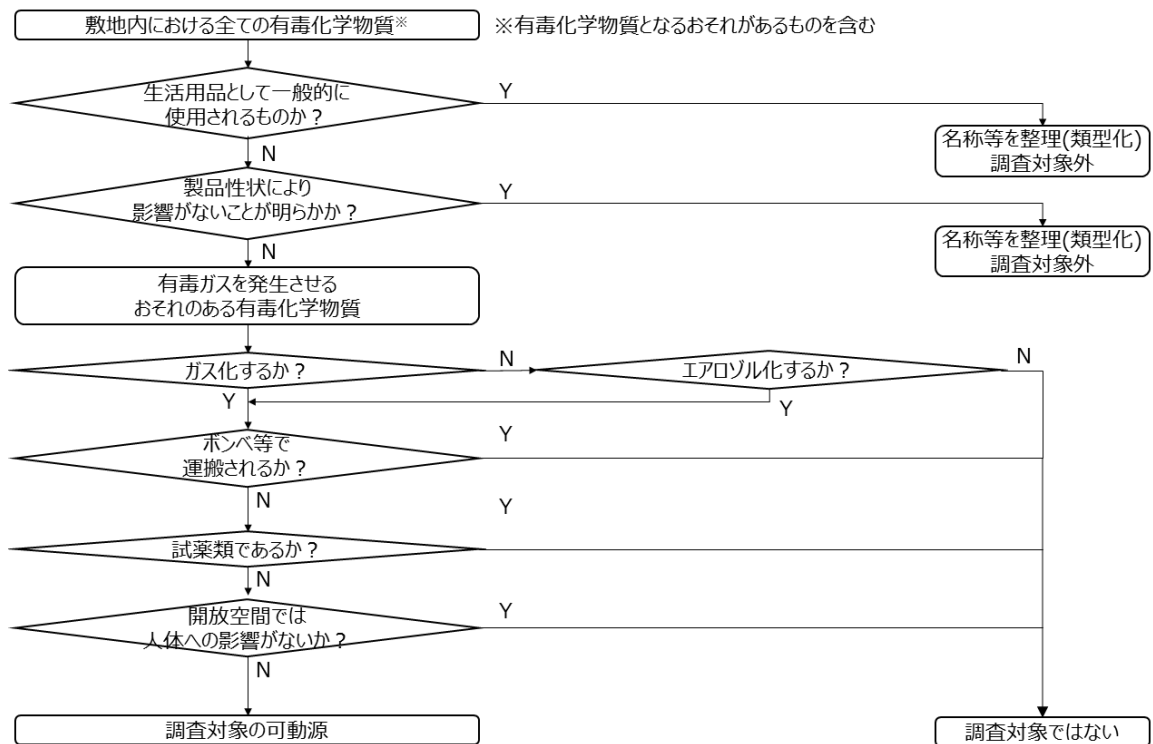 敷地内における全ての有毒化学物質※
※有毒化学物質となるおそれがあるものを含む
生活用品として一般的に
使用されるものか?
Y
N
名称等を整理(類型化)
調査対象外
製品性状により
影響がないことが明らかか?
Y
N
名称等を整理(類型化)
調査対象外
有毒ガスを発生させる
おそれのある有毒化学物質
ガス化するか?
N
エアロゾル化するか?
N
Y
Y
ボンベ等で
運搬されるか?
Y
N
Y
試薬類であるか?
N
開放空間では
人体への影響がないか?
Y
N
調査対象の可動源
調査対象ではない